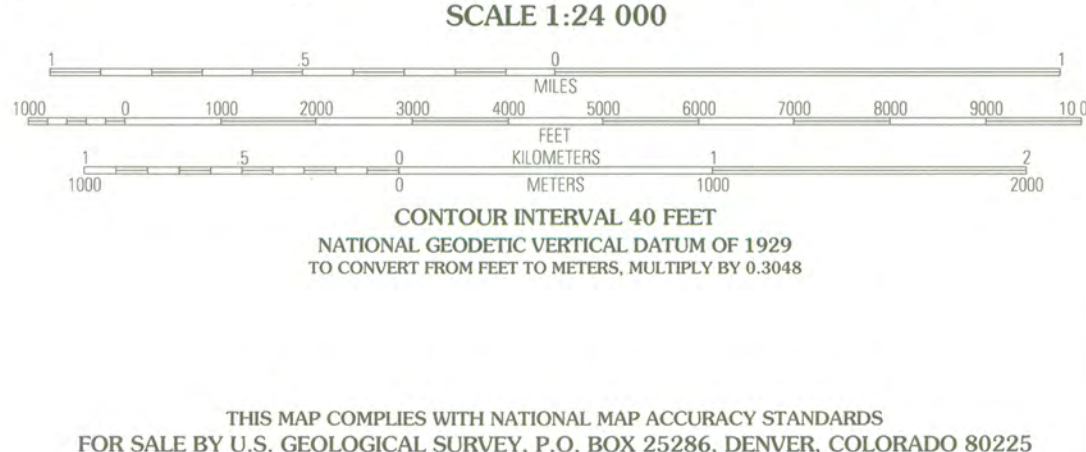 SCALE 1:24 000
1 .5 0 1
MILES
1000 0 1000 2000 3000 4000 5000 6000 7000 8000 9000 10 0
FEET
1 .5 0 KILOMETERS 1 2
1000 0 METERS 1000 2000
CONTOUR INTERVAL 40 FEET
NATIONAL GEODETIC VERTICAL DATUM OF 1929
TO CONVERT FROM FEET TO METERS, MULTIPLY BY 0.3048
THIS MAP COMPLIES WITH NATIONAL MAP ACCURACY STANDARDS
FOR SALE BY U.S. GEOLOGICAL SURVEY, P.O. BOX 25286, DENVER, COLORADO 80225